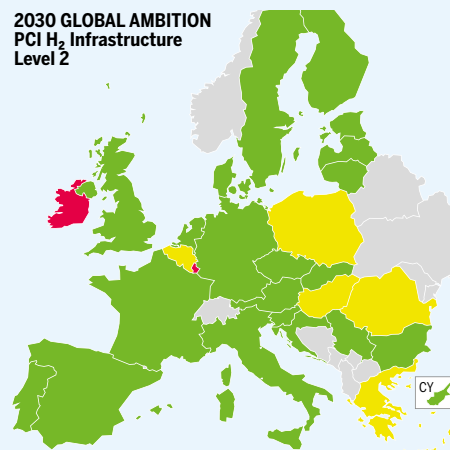 2030 GLOBAL AMBITION
PCI H₂ Infrastructure
Level 2
CY